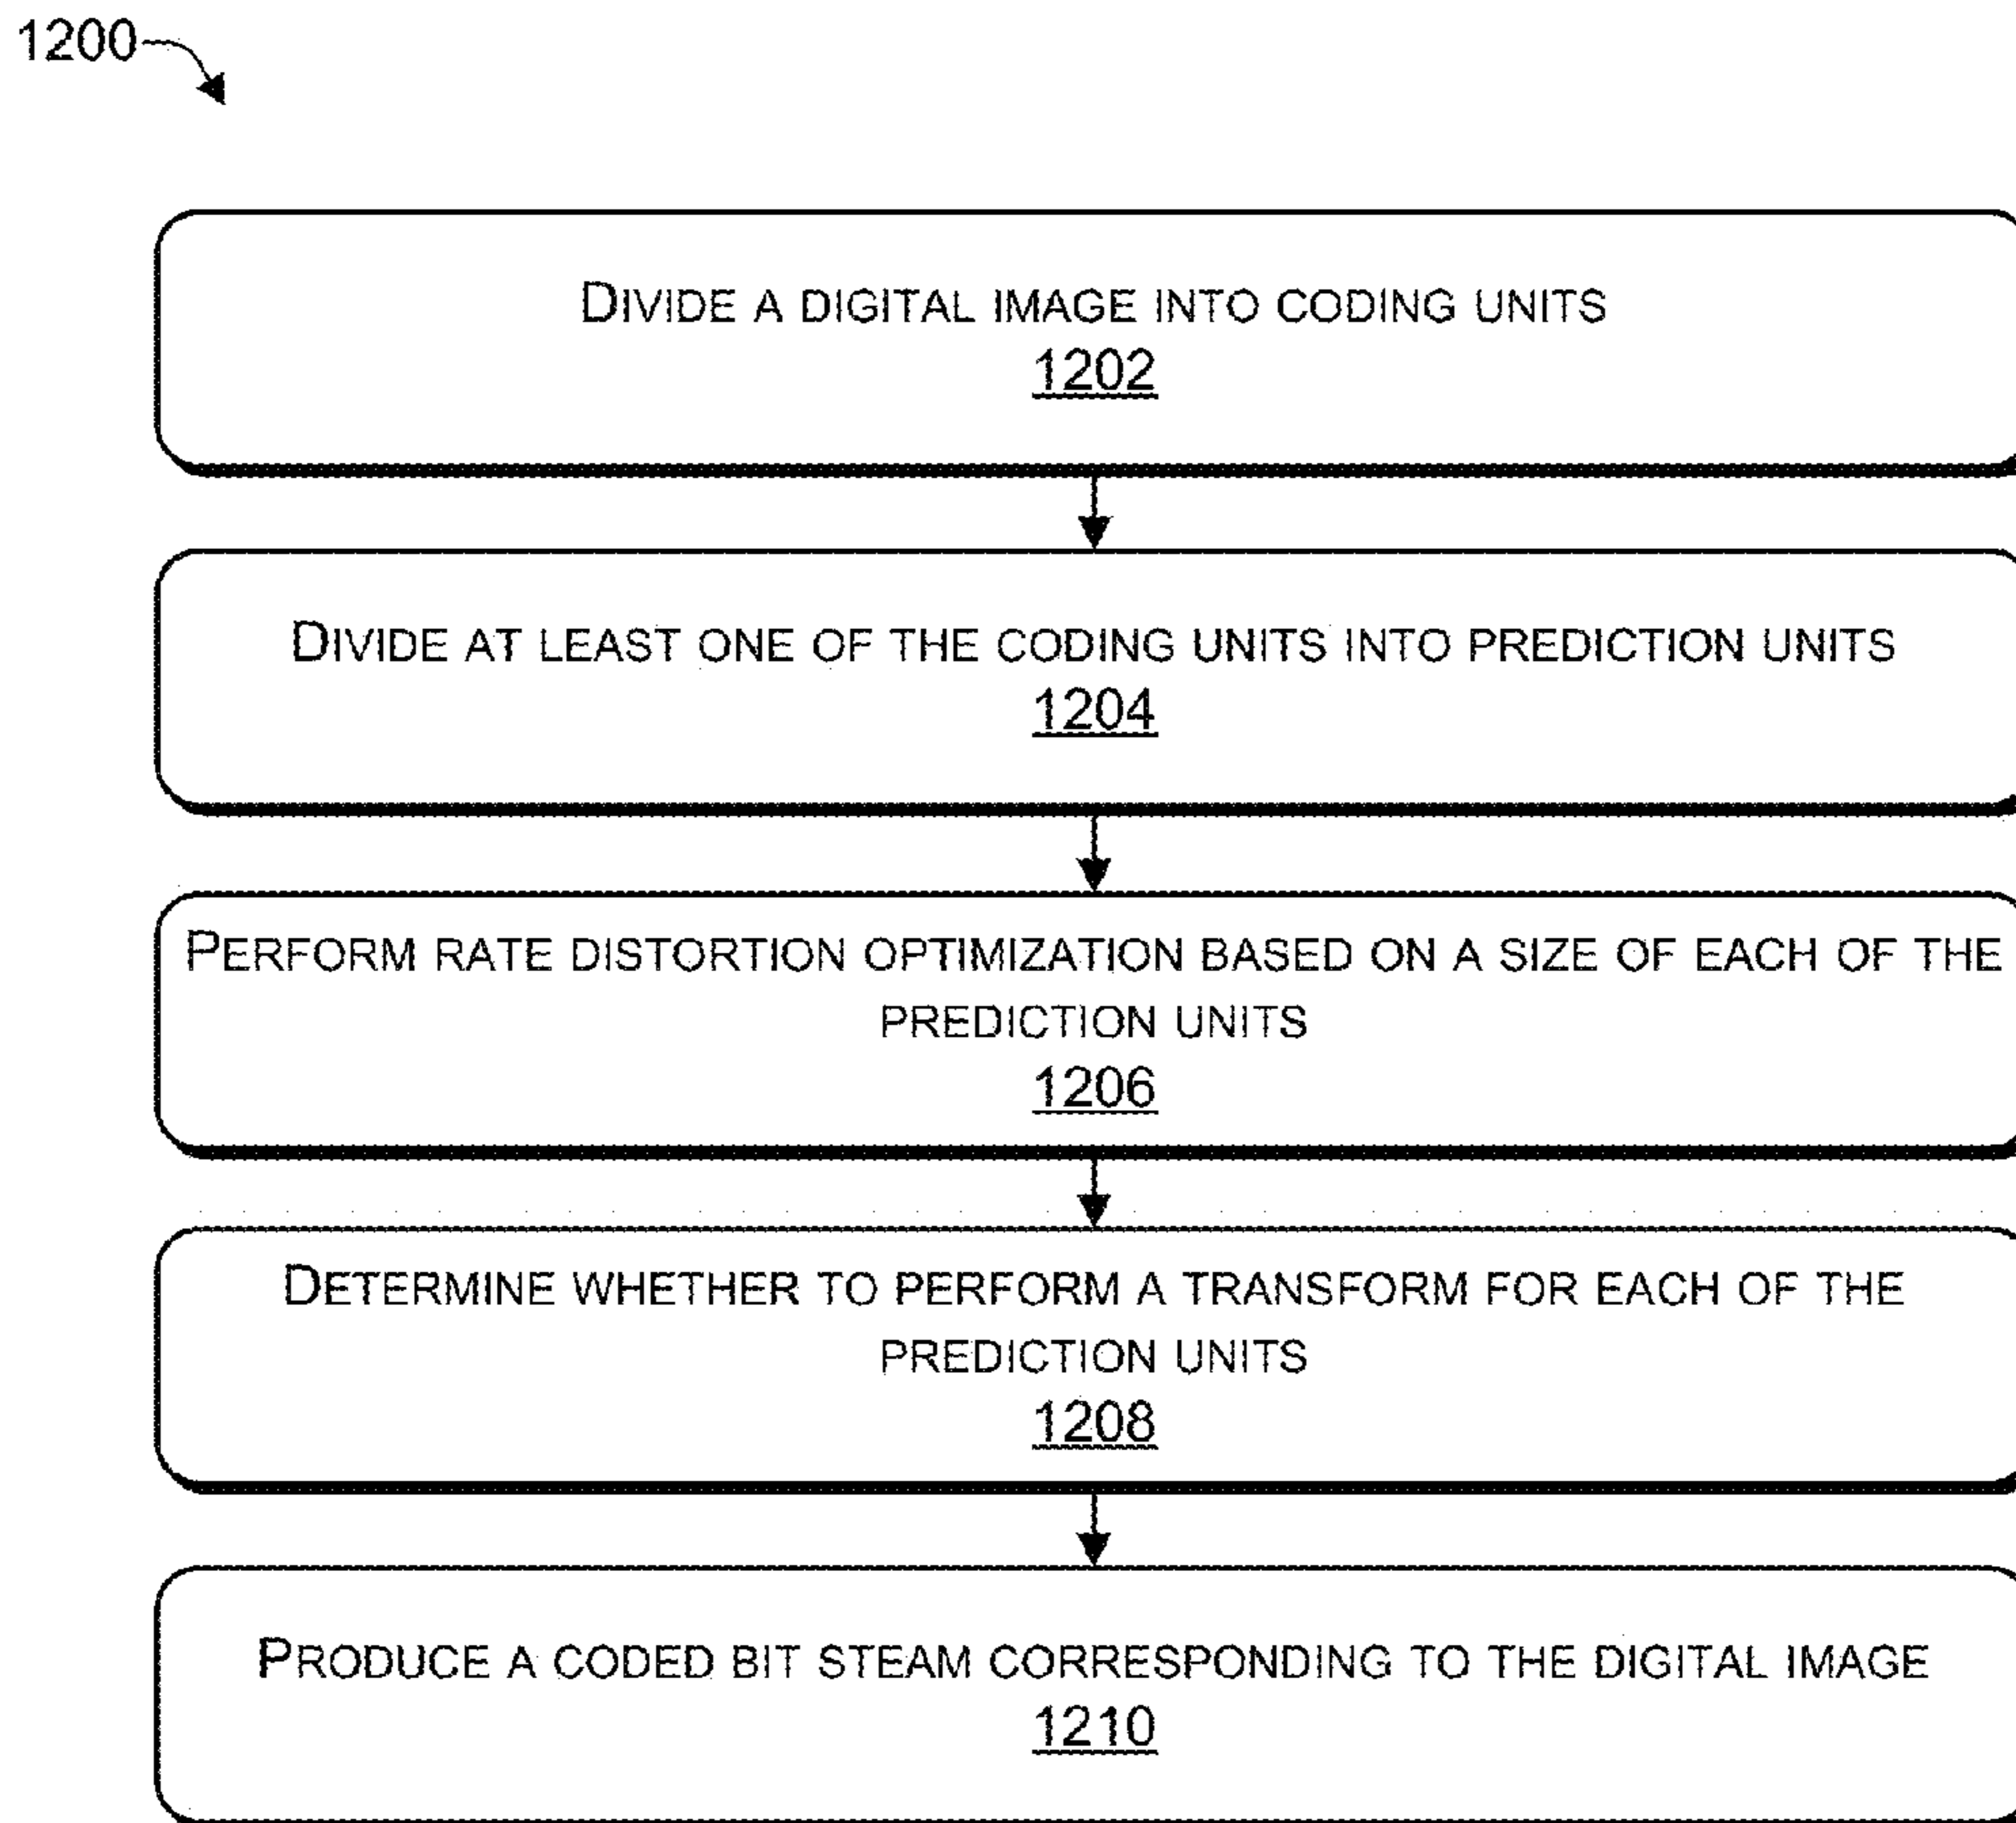 1200
DIVIDE A DIGITAL IMAGE INTO CODING UNITS
1202
DIVIDE AT LEAST ONE OF THE CODING UNITS INTO PREDICTION UNITS
1204
PERFORM RATE DISTORTION OPTIMIZATION BASED ON A SIZE OF EACH OF THE
PREDICTION UNITS
1206
DETERMINE WHETHER TO PERFORM A TRANSFORM FOR EACH OF THE
PREDICTION UNITS
1208
PRODUCE A CODED BIT STEAM CORRESPONDING TO THE DIGITAL IMAGE
1210